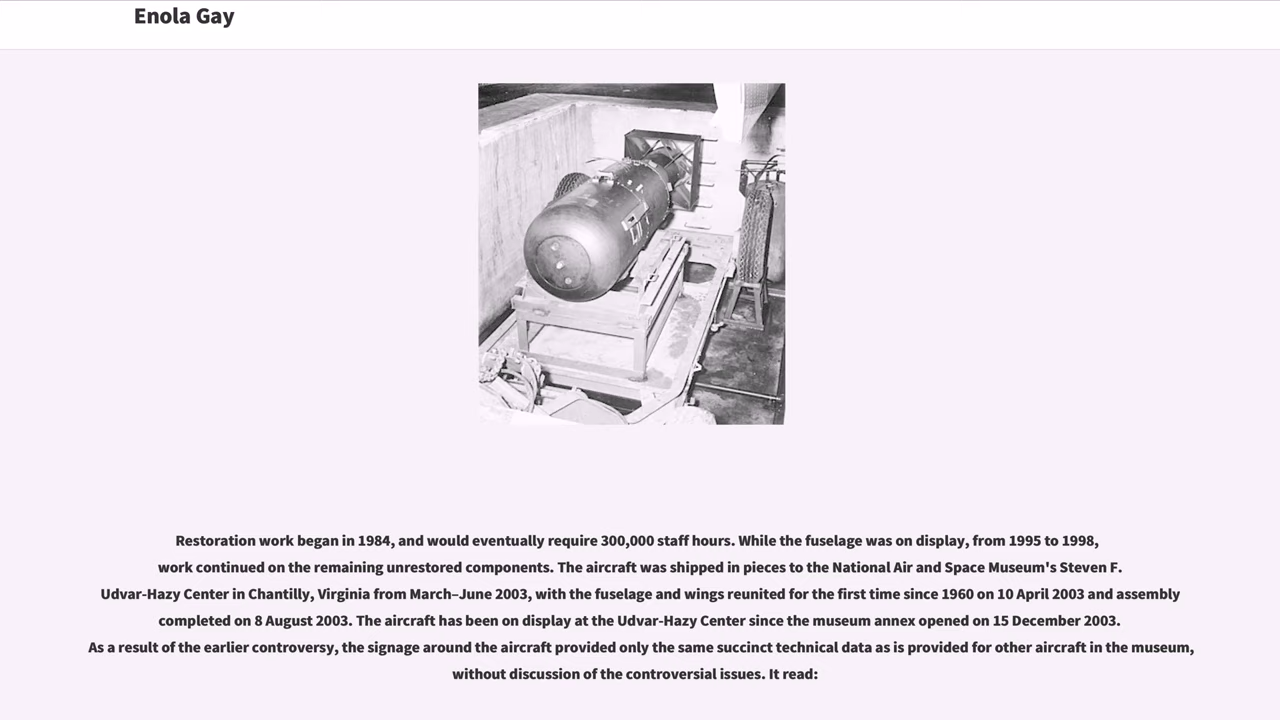 Enola Gay
Restoration work began in 1984, and would eventually require 300,000 staff hours. While the fuselage was on display, from 1995 to 1998,
work continued on the remaining unrestored components. The aircraft was shipped in pieces to the National Air and Space Museum's Steven F.
Udvar-Hazy Center in Chantilly, Virginia from March–June 2003, with the fuselage and wings reunited for the first time since 1960 on 10 April 2003 and assembly
completed on 8 August 2003. The aircraft has been on display at the Udvar-Hazy Center since the museum annex opened on 15 December 2003.
As a result of the earlier controversy, the signage around the aircraft provided only the same succinct technical data as is provided for other aircraft in the museum,
without discussion of the controversial issues. It read: